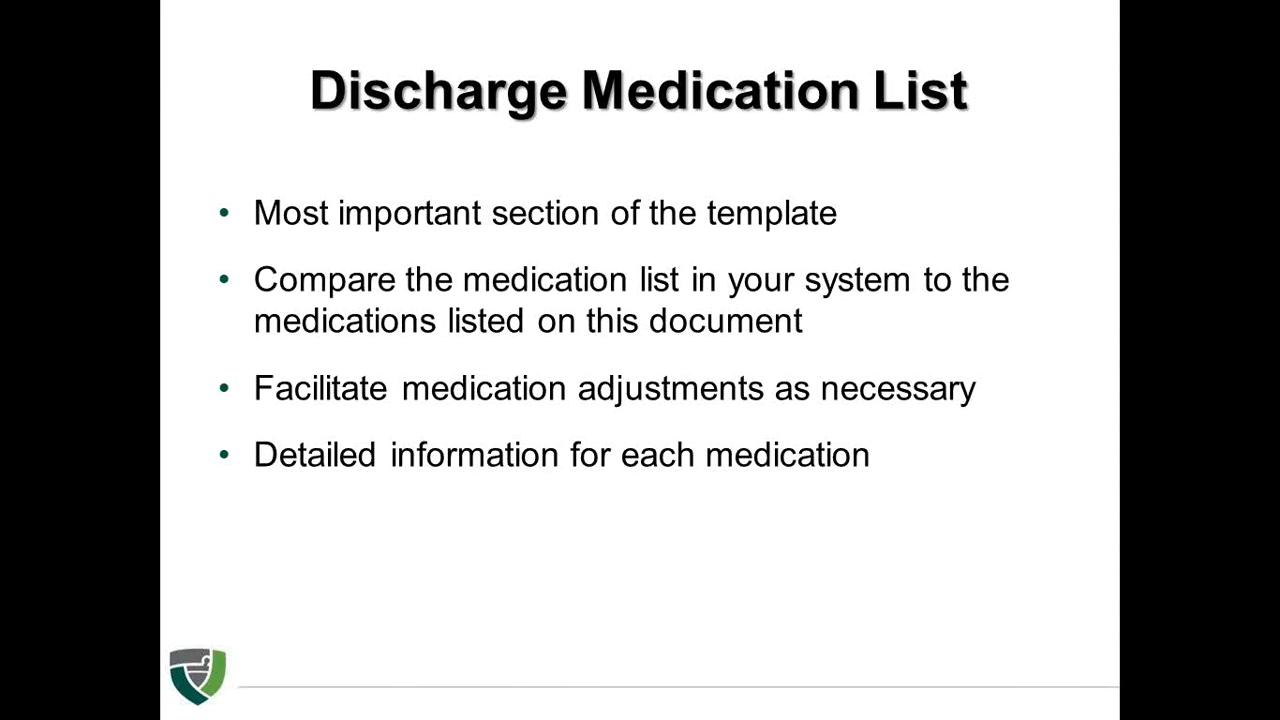 Discharge Medication List
• Most important section of the template
• Compare the medication list in your system to the
medications listed on this document
• Facilitate medication adjustments as necessary
• Detailed information for each medication